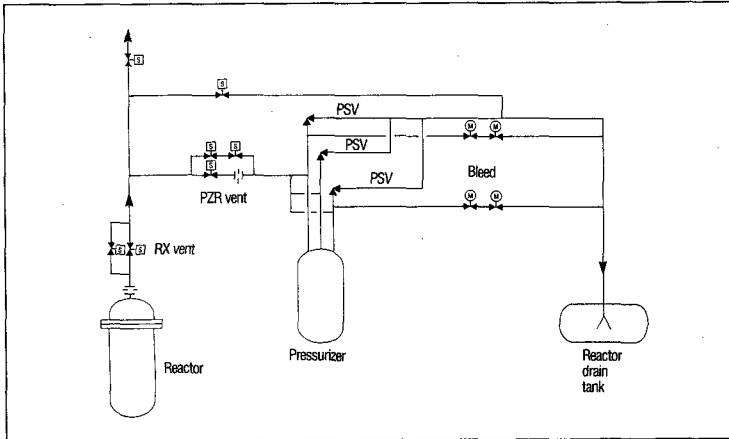 S
S
PSV
M M
S S
PSV
S
Bleed
PSV
PZR vent
M M
S S
RX vent
Reactor
Pressurizer
Reactor
drain
tank